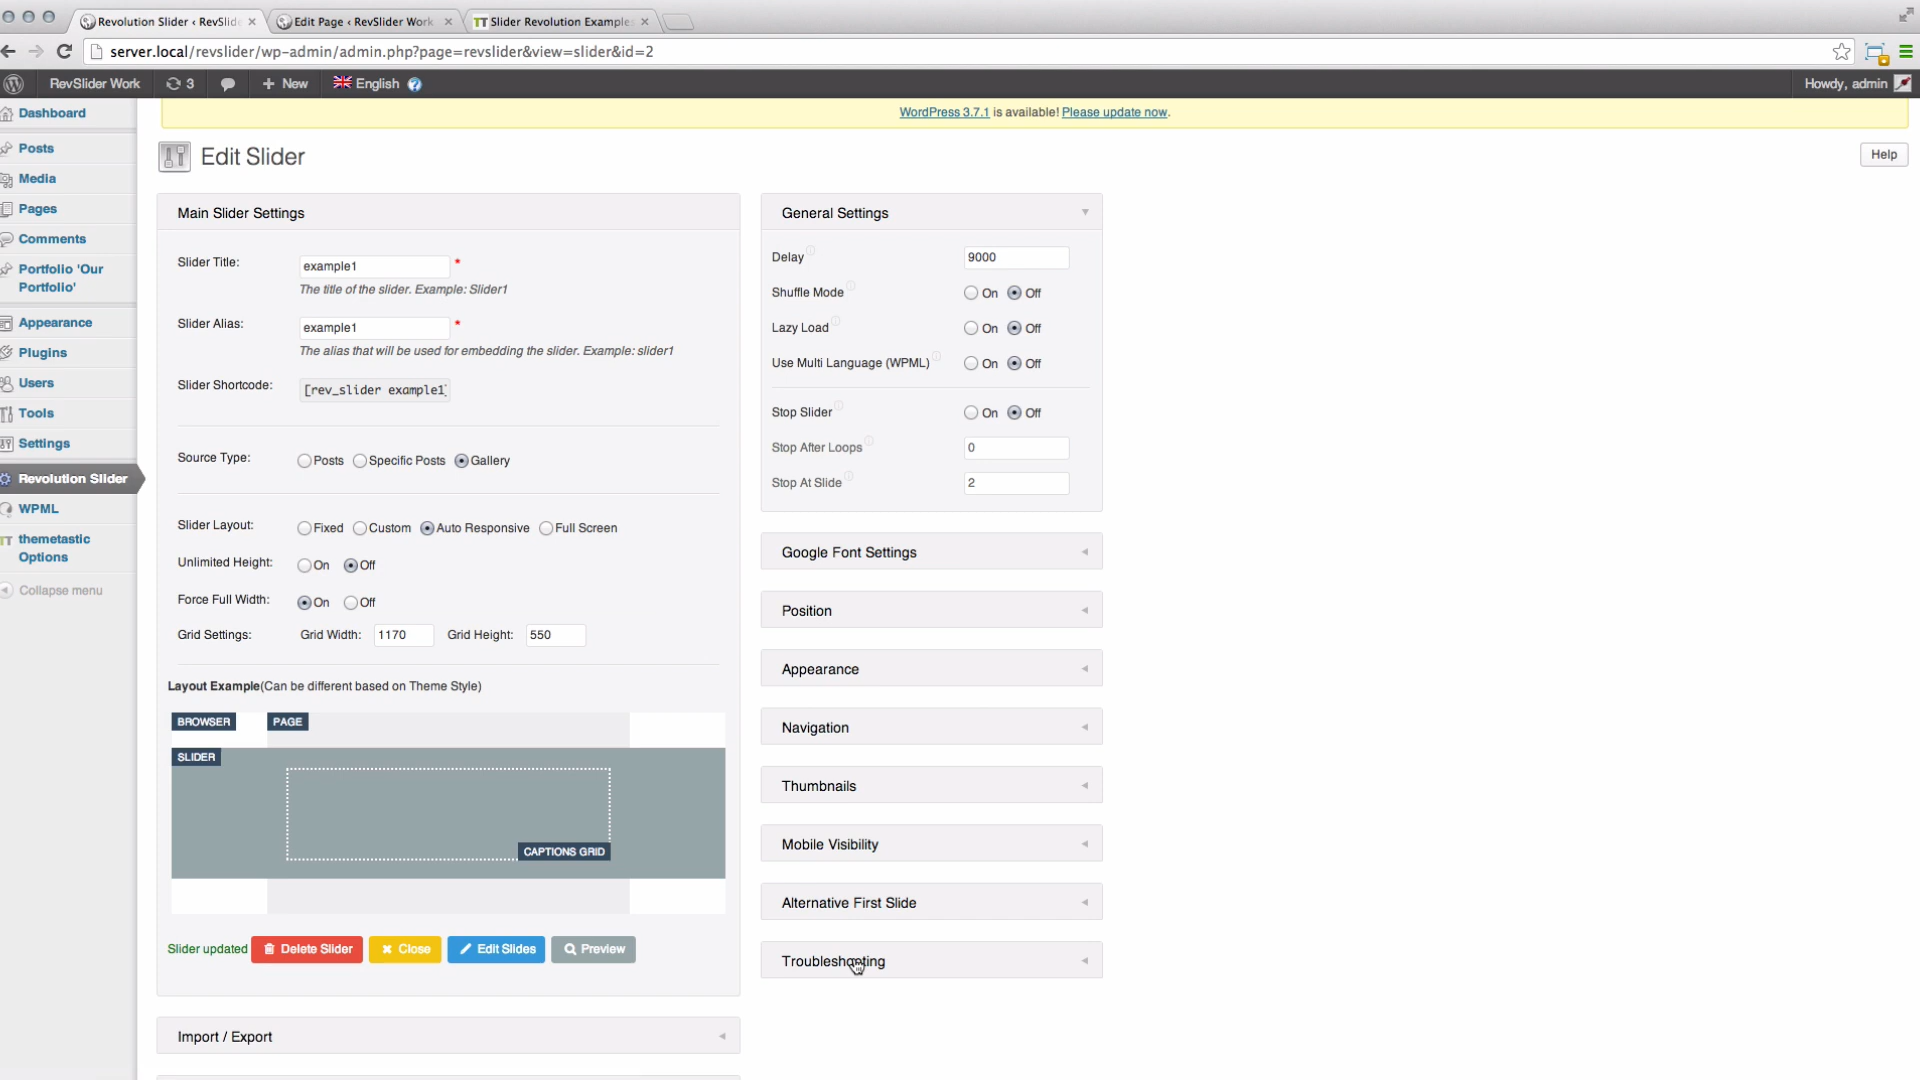 Revolution Slider ‹ RevSlide
Edit Page ‹ RevSlider Work
TT Slider Revolution Examples
server.local/revslider/wp-admin/admin.php?page=revslider&view=slider&id=2
RevSlider Work
3
+ New
English
?
Howdy, admin
Dashboard
Posts
Media
Pages
Comments
Portfolio 'Our
Portfolio'
Appearance
Plugins
Users
Tools
Settings
Revolution Slider
WPML
TT themetastic
Options
Collapse menu
WordPress 3.7.1 is available! Please update now.
Edit Slider
Help
Main Slider Settings
Slider Title: example1 *
The title of the slider. Example: Slider1
Slider Alias: example1 *
The alias that will be used for embedding the slider. Example: slider1
Slider Shortcode: [rev_slider example1]
Source Type: Posts Specific Posts Gallery
Slider Layout: Fixed Custom Auto Responsive Full Screen
Unlimited Height: On Off
Force Full Width: On Off
Grid Settings: Grid Width: 1170 Grid Height: 550
Layout Example(Can be different based on Theme Style)
BROWSER PAGE
SLIDER
CAPTIONS GRID
Slider updated Delete Slider Close Edit Slides Preview
Import / Export
General Settings
Delay 9000
Shuffle Mode On Off
Lazy Load On Off
Use Multi Language (WPML) On Off
Stop Slider On Off
Stop After Loops 0
Stop At Slide 2
Google Font Settings
Position
Appearance
Navigation
Thumbnails
Mobile Visibility
Alternative First Slide
Troubleshooting